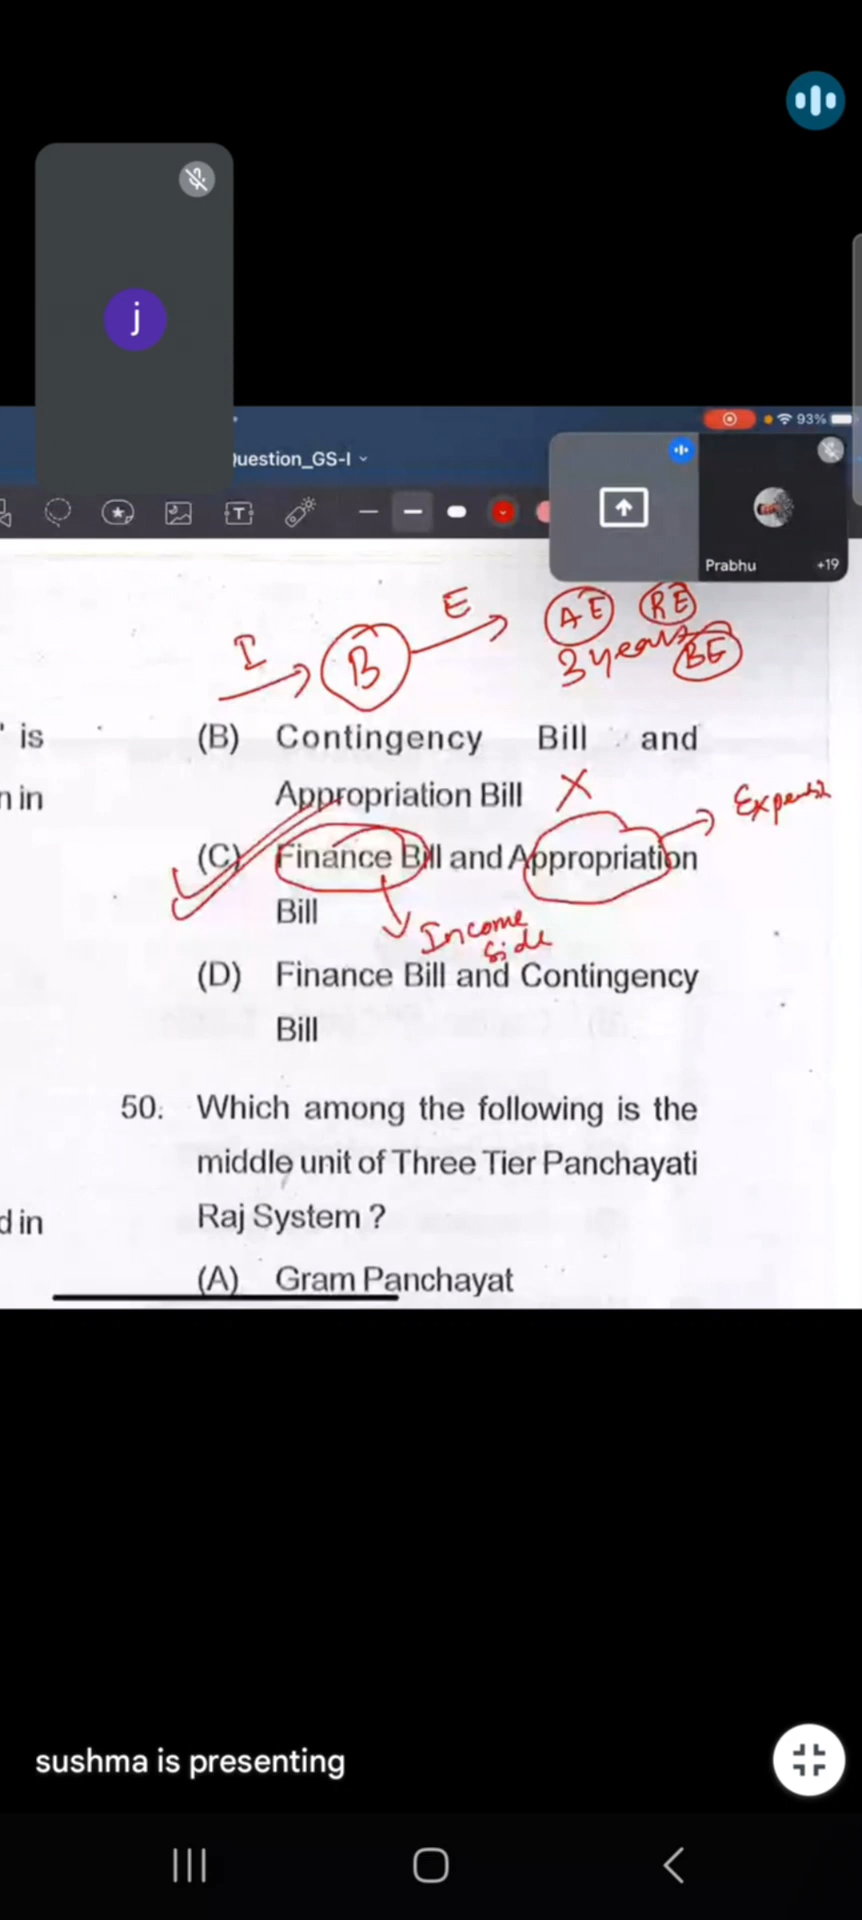 j
uestion_GS-I
93%
T
Prabhu
+19
I
B
E
AE
RE
3 years
BE
' is
(B) Contingency Bill and
n in
Appropriation Bill X
(C) Finance Bill and Appropriation
Bill
Income
side
(D) Finance Bill and Contingency
Bill
50. Which among the following is the
middle unit of Three Tier Panchayati
d in
Raj System ?
(A) Gram Panchayat
sushma is presenting